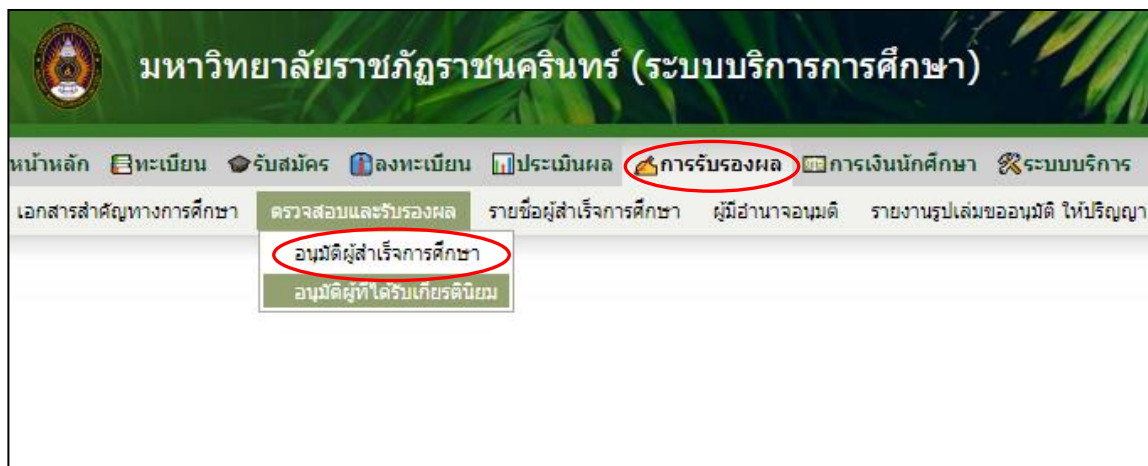 มหาวิทยาลัยราชภัฏราชนครินทร์ (ระบบบริการการศึกษา)
หน้าหลัก ทะเบียน รับสมัคร ลงทะเบียน ประเมินผล การรับรองผล การเงินนักศึกษา ระบบบริการ
เอกสารสำคัญทางการศึกษา ตรวจสอบและรับรองผล รายชื่อผู้สำเร็จการศึกษา ผู้มีอำนาจอนุมติ รายงานรูปเล่มขออนุมัติ ให้ปริญญา
อนุมัติผู้สำเร็จการศึกษา
อนุมัติผู้ที่ได้รับเกียรตินิยม